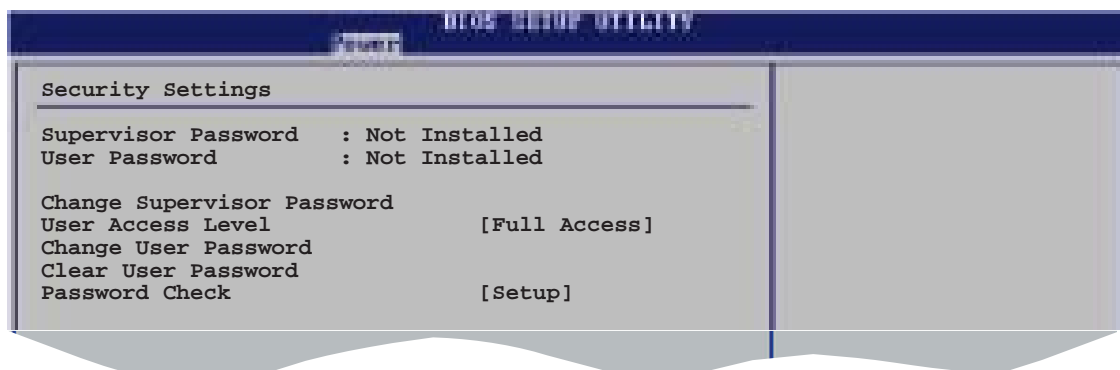 BIOS SETUP UTILITY
Power
Security Settings
Supervisor Password : Not Installed
User Password : Not Installed
Change Supervisor Password
User Access Level [Full Access]
Change User Password
Clear User Password
Password Check [Setup]